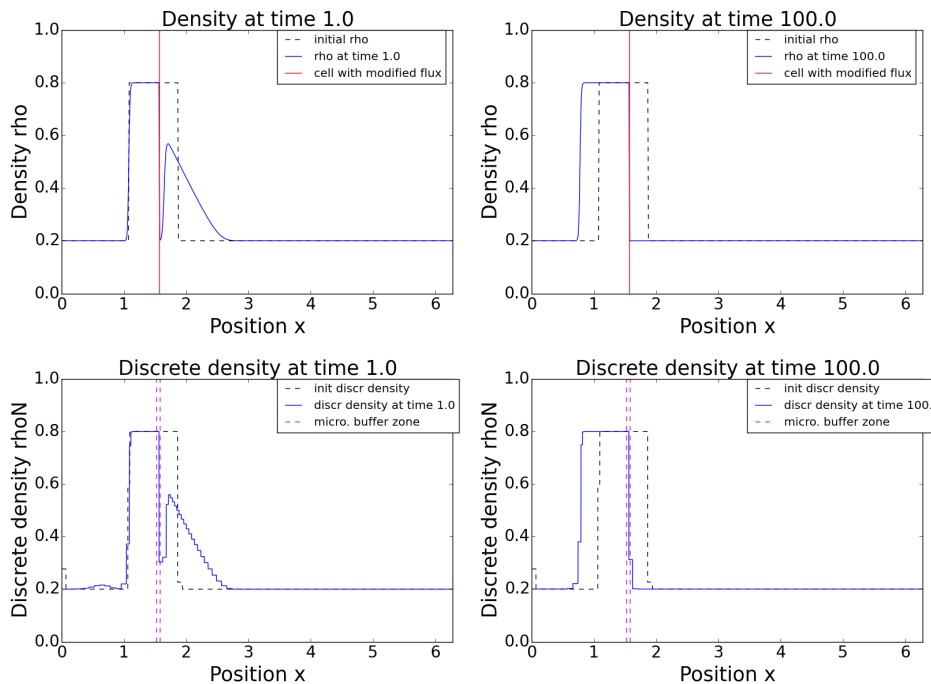 Density at time 1.0
1.0
0.8
0.6
0.4
0.2
0.0
Density rho
initial rho
rho at time 1.0
cell with modified flux
0 1 2 3 4 5 6
Position x
Density at time 100.0
1.0
0.8
0.6
0.4
0.2
0.0
Density rho
initial rho
rho at time 100.0
cell with modified flux
0 1 2 3 4 5 6
Position x
Discrete density at time 1.0
1.0
0.8
0.6
0.4
0.2
0.0
Discrete density rhoN
init discr density
discr density at time 1.0
micro. buffer zone
0 1 2 3 4 5 6
Position x
Discrete density at time 100.0
1.0
0.8
0.6
0.4
0.2
0.0
Discrete density rhoN
init discr density
discr density at time 100.
micro. buffer zone
0 1 2 3 4 5 6
Position x